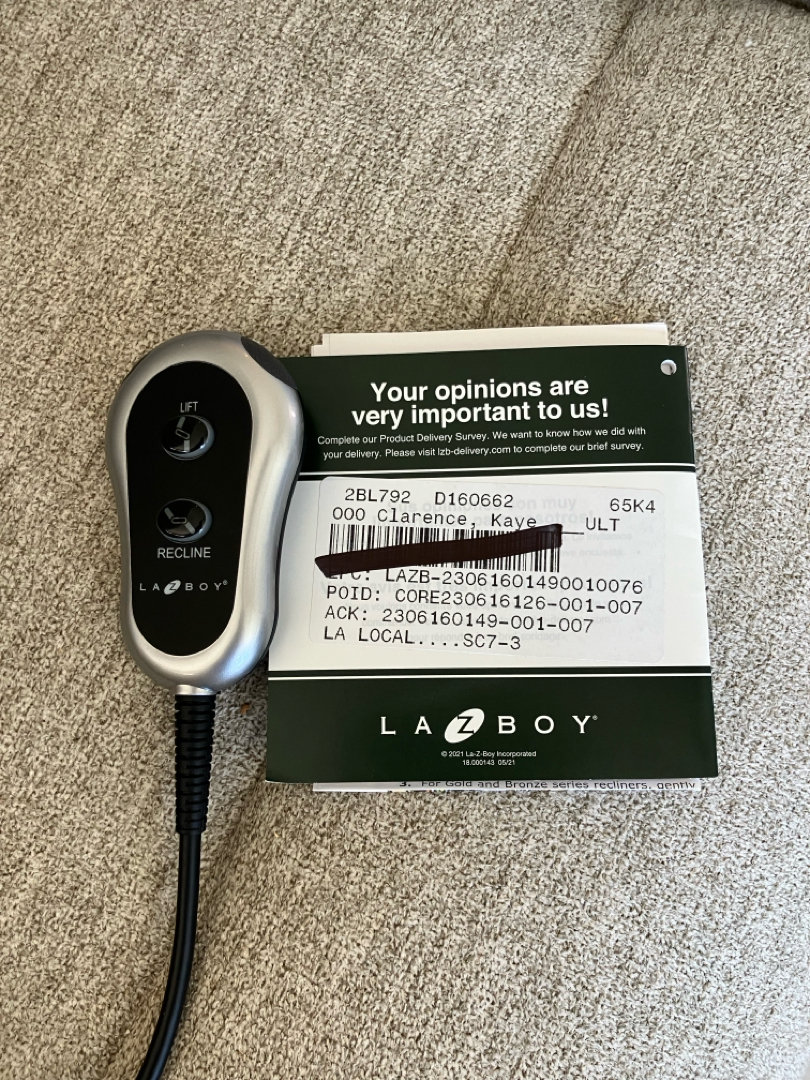 LIFT
RECLINE
LA Z BOY®
Your opinions are
very important to us!
Complete our Product Delivery Survey. We want to know how we did with
your delivery. Please visit lzb-delivery.com to complete our brief survey.
2BL792 D160662 65K4
000 Clarence, Kaye ULT
LAZB-23061601490010076
POID: CORE230616126-001-007
ACK: 2306160149-001-007
LA LOCAL....SC7-3
LA Z BOY®
© 2021 La-Z-Boy Incorporated
18.000143 05/21
3. For Gold and Bronze series recliners, gently